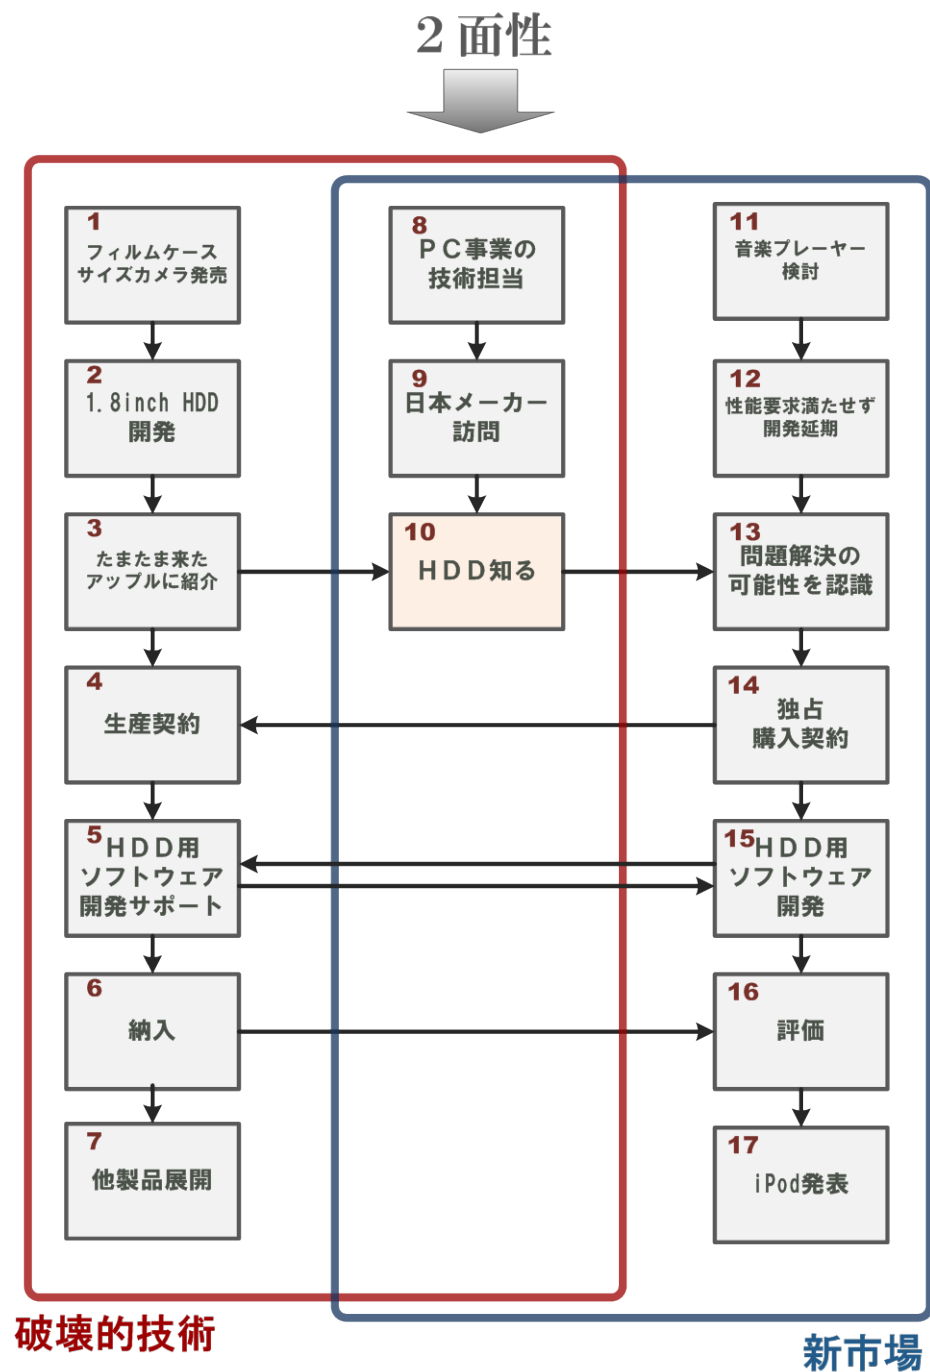 2面性
1
フィルムケース
サイズカメラ発売
2
1.8inch HDD
開発
3
たまたま来た
アップルに紹介
4
生産契約
5
HDD用
ソフトウェア
開発サポート
6
納入
7
他製品展開
8
PC事業の
技術担当
9
日本メーカー
訪問
10
HDD知る
11
音楽プレーヤー
検討
12
性能要求満たせず
開発延期
13
問題解決の
可能性を認識
14
独占
購入契約
15
HDD用
ソフトウェア
開発
16
評価
17
iPod発表
破壊的技術
新市場